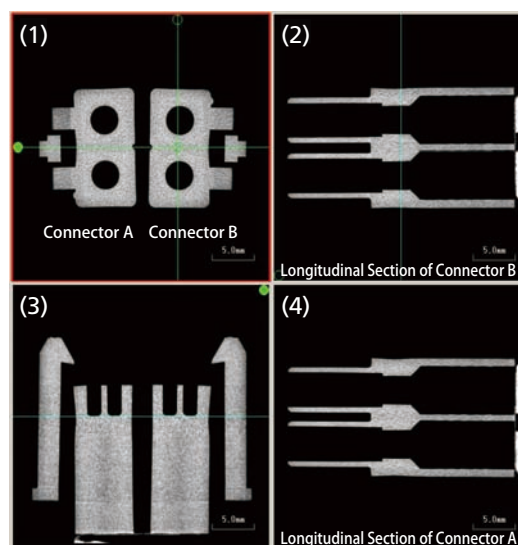 (1)
Connector A
Connector B
5.0mm
(2)
5.0mm
Longitudinal Section of Connector B
(3)
5.0mm
(4)
5.0mm
Longitudinal Section of Connector A